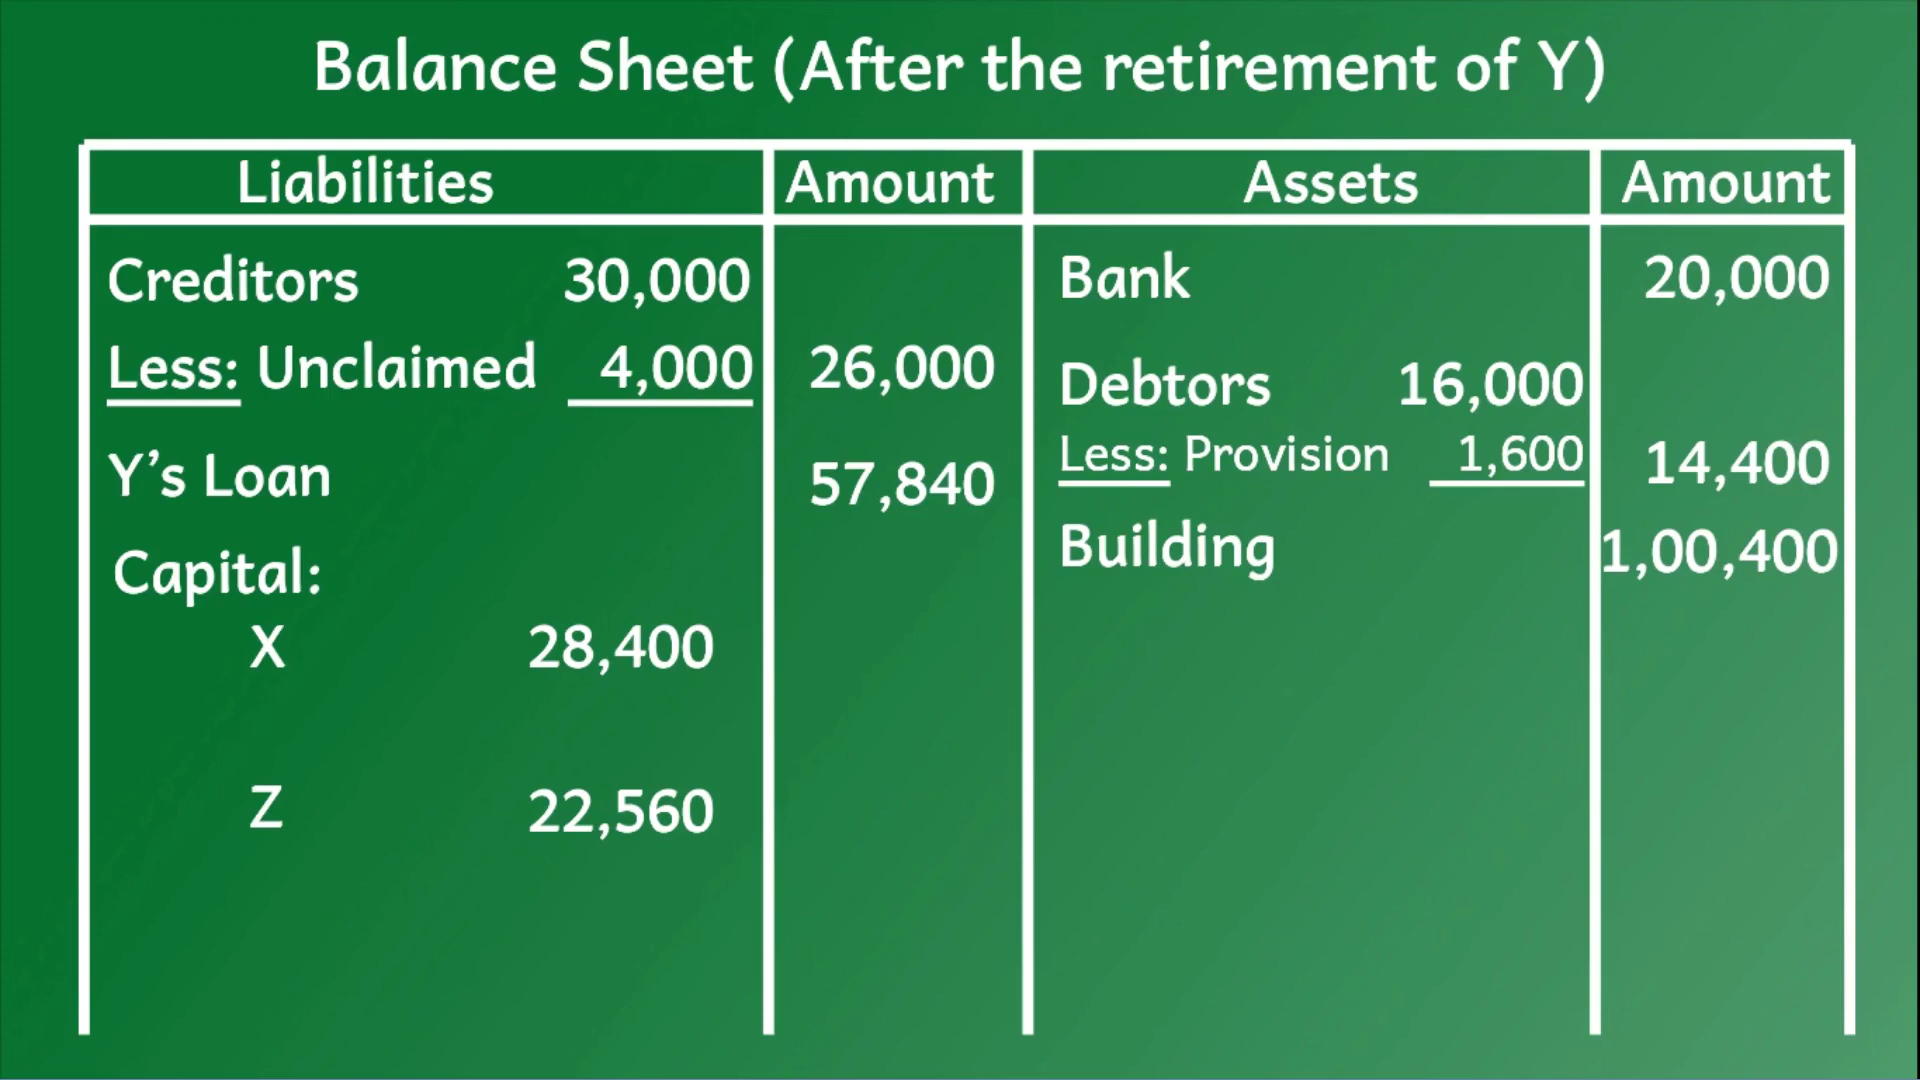 Balance Sheet (After the retirement of Y)
Liabilities Amount Assets Amount
Creditors 30,000
Less: Unclaimed 4,000 26,000
Y's Loan 57,840
Capital:
X 28,400
Z 22,560
Bank 20,000
Debtors 16,000
Less: Provision 1,600 14,400
Building 1,00,400